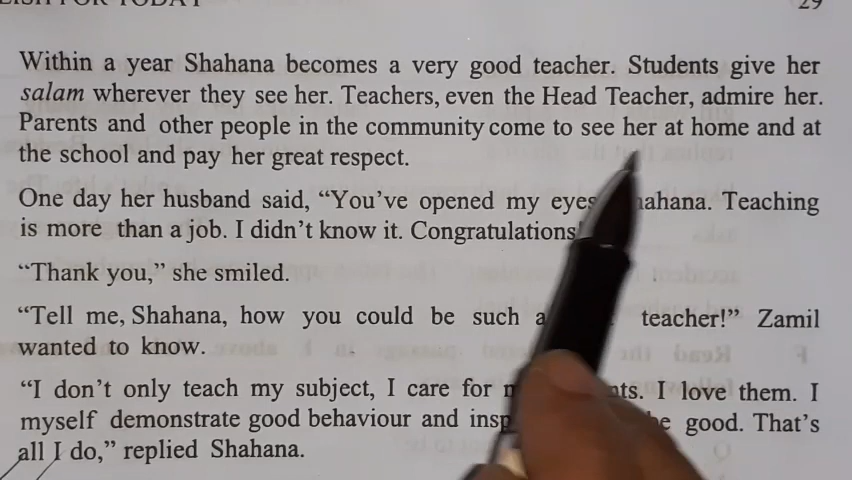 29
Within a year Shahana becomes a very good teacher. Students give her
salam wherever they see her. Teachers, even the Head Teacher, admire her.
Parents and other people in the community come to see her at home and at
the school and pay her great respect.
One day her husband said, “You’ve opened my eyes Shahana. Teaching
is more than a job. I didn’t know it. Congratulations!
“Thank you,” she smiled.
“Tell me, Shahana, how you could be such a teacher!” Zamil
wanted to know.
“I don’t only teach my subject, I care for . I love them. I
myself demonstrate good behaviour and good. That’s
all I do,” replied Shahana.